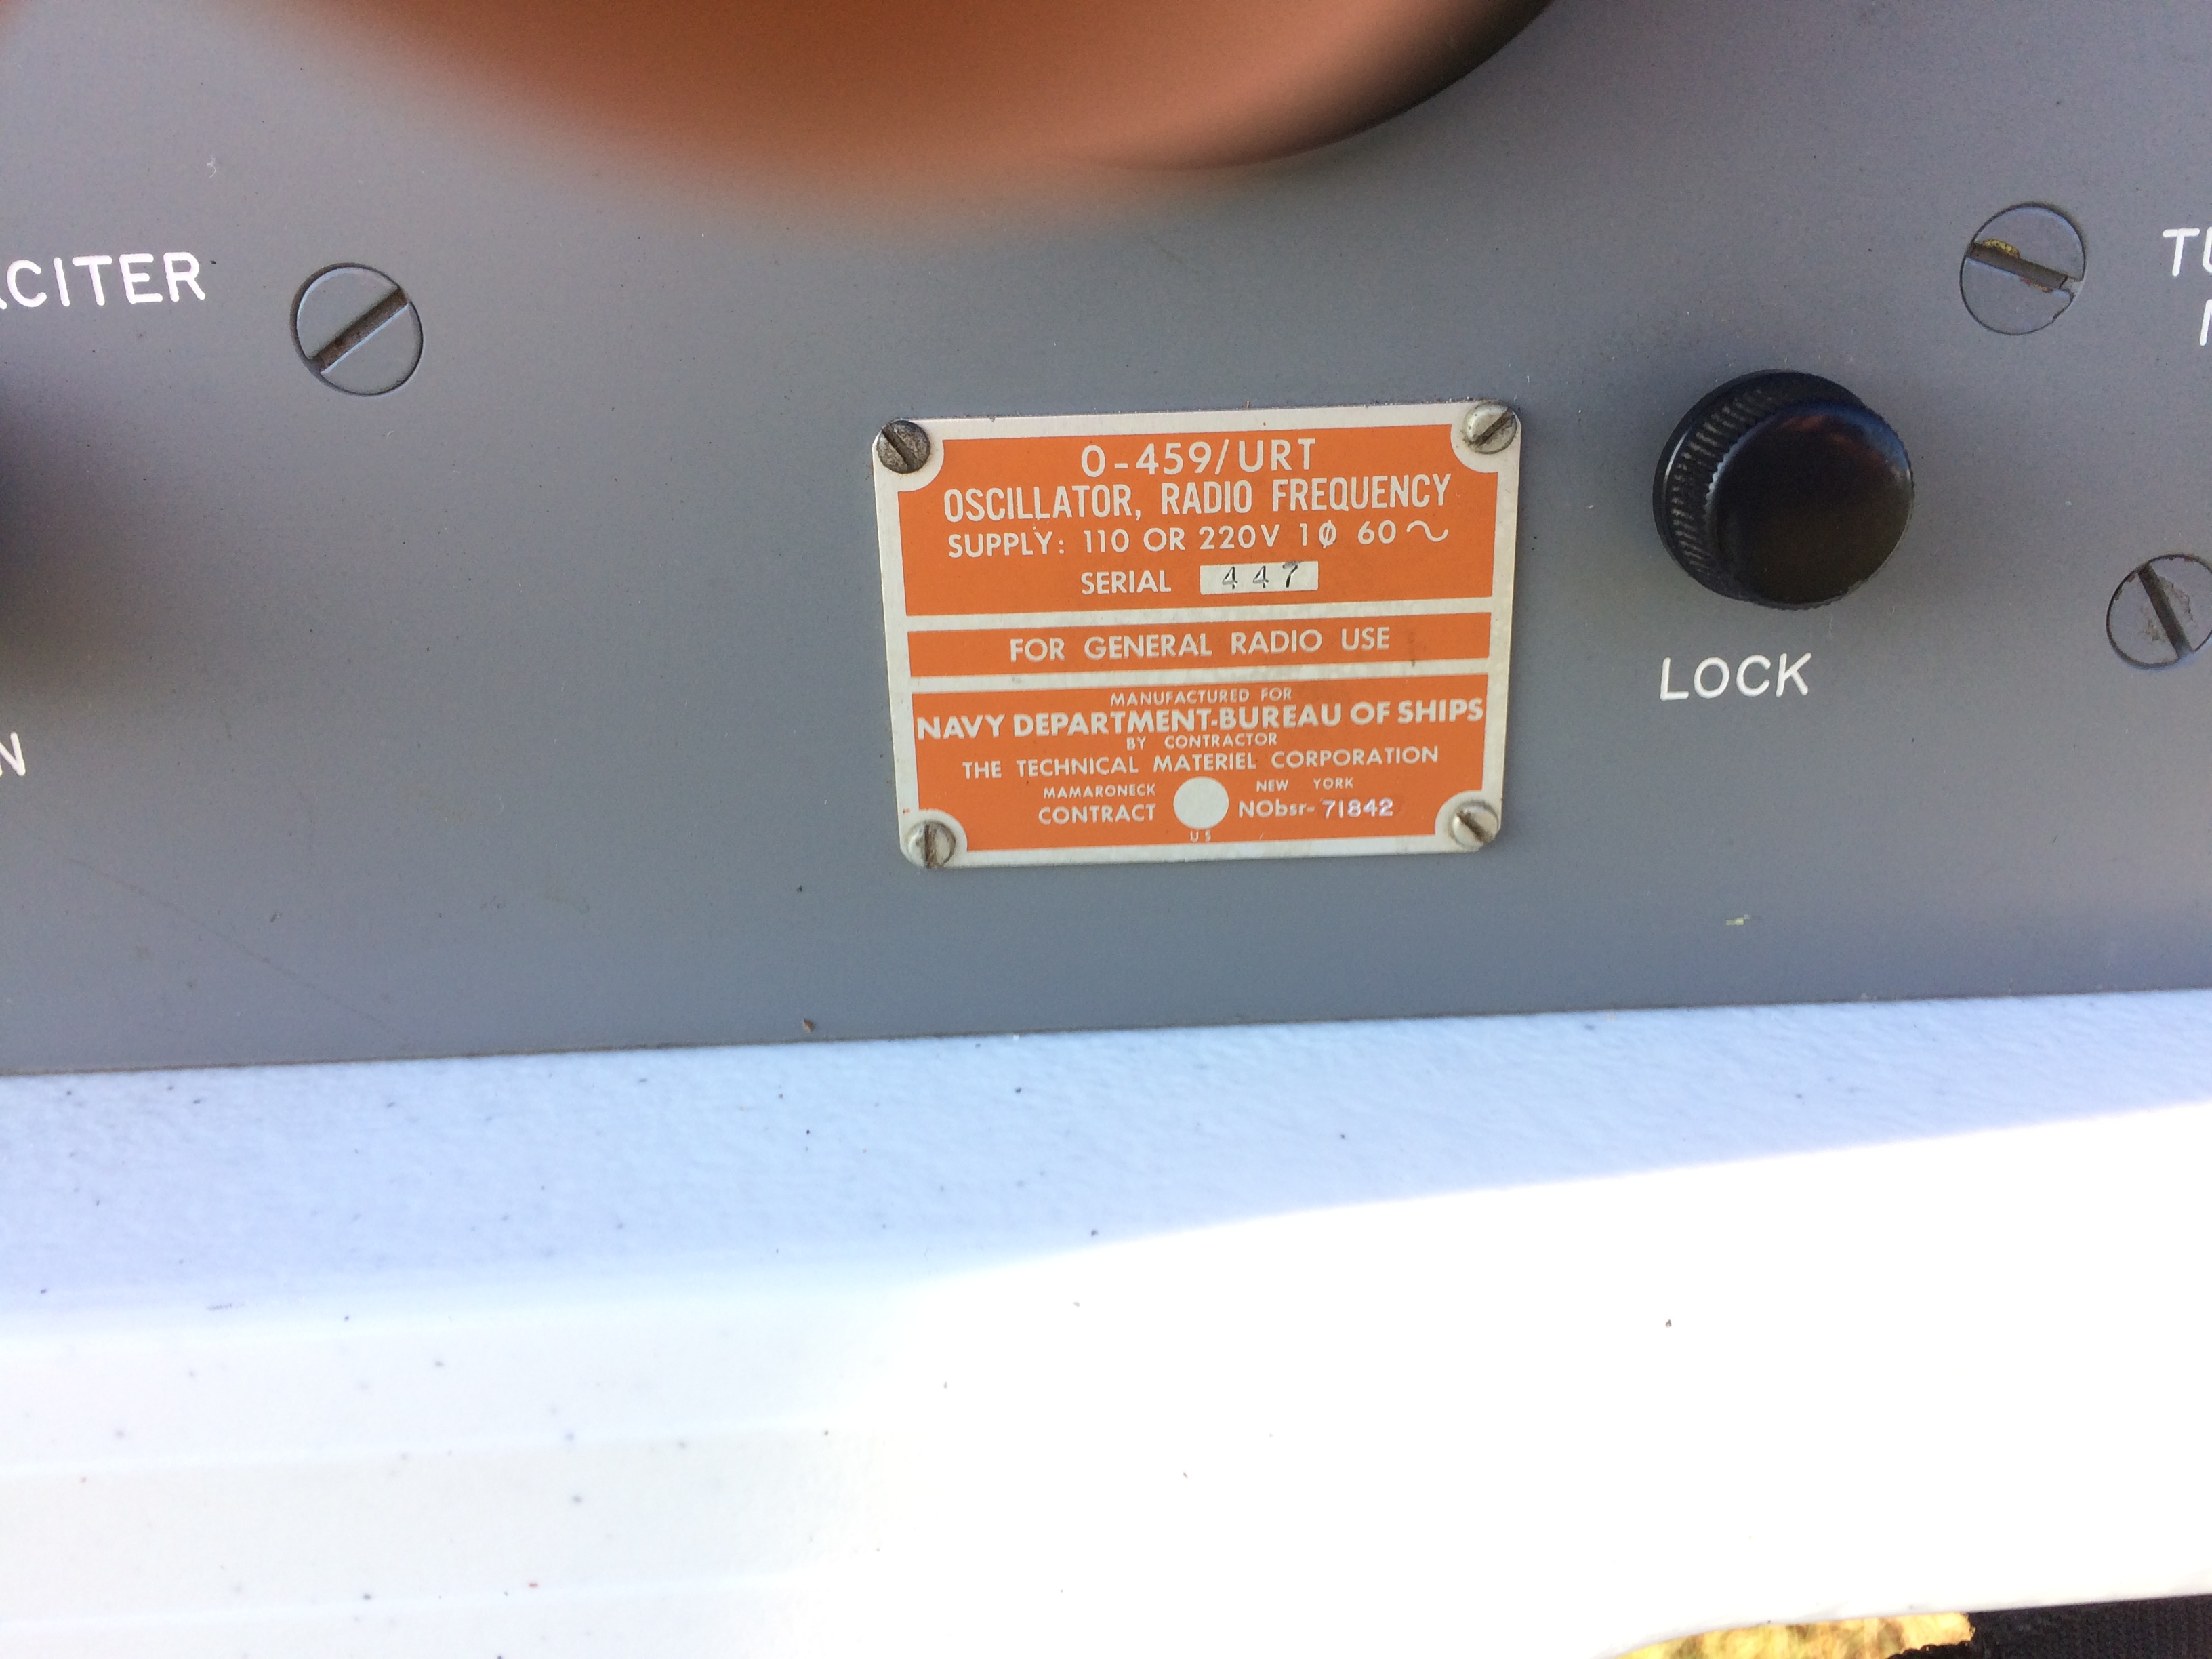 CITER
TU
N
O-459/URT
OSCILLATOR, RADIO FREQUENCY
SUPPLY: 110 OR 220V 1Ø 60~
SERIAL 447
FOR GENERAL RADIO USE
MANUFACTURED FOR
NAVY DEPARTMENT-BUREAU OF SHIPS
BY CONTRACTOR
THE TECHNICAL MATERIEL CORPORATION
MAMARONECK NEW YORK
CONTRACT NObsr-71842
US
LOCK